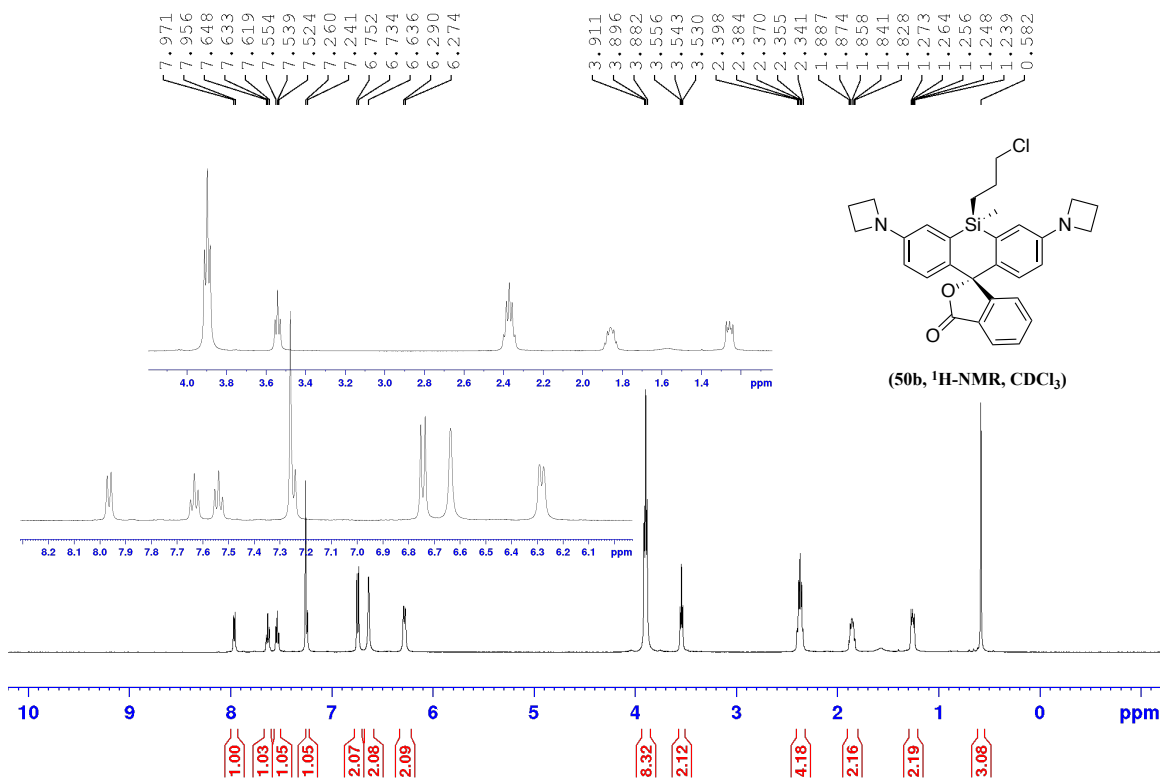 7.971 7.956 7.648 7.633 7.619 7.554 7.539 7.524 7.260 7.241 6.752 6.734 6.636 6.290 6.274 3.911 3.896 3.882 3.556 3.543 3.530 2.398 2.384 2.370 2.355 2.341 1.887 1.874 1.858 1.841 1.828 1.273 1.264 1.256 1.248 1.239 0.582
Cl
Si
N N
O
O
(50b, ¹H-NMR, CDCl₃)
4.0 3.8 3.6 3.4 3.2 3.0 2.8 2.6 2.4 2.2 2.0 1.8 1.6 1.4 ppm
8.2 8.1 8.0 7.9 7.8 7.7 7.6 7.5 7.4 7.3 7.2 7.1 7.0 6.9 6.8 6.7 6.6 6.5 6.4 6.3 6.2 6.1 ppm
10 9 8 7 6 5 4 3 2 1 0 ppm
1.00 1.03 1.05 1.05 2.07 2.08 2.09 8.32 2.12 4.18 2.16 2.19 3.08